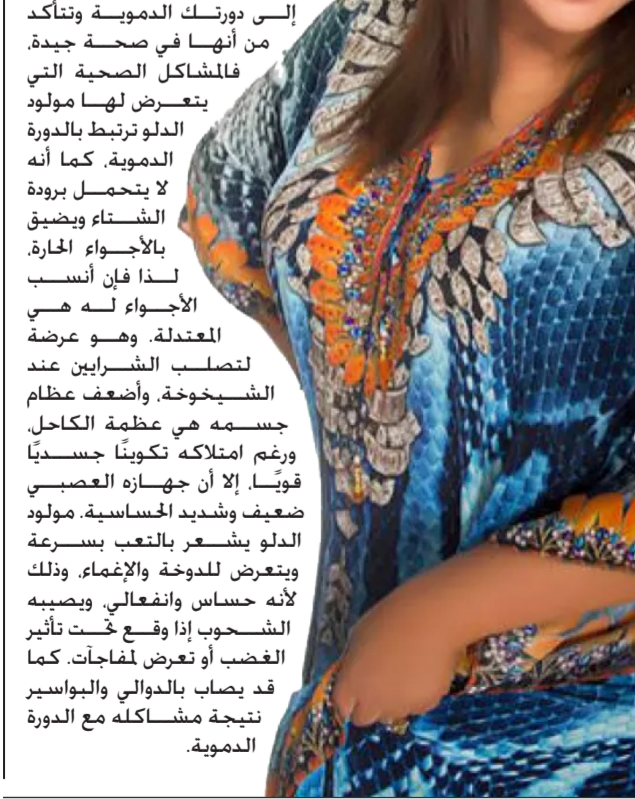 إلى دورتك الدموية وتتأكد
من أنها في صحة جيدة،
فالمشاكل الصحية التي
يتعرض لها مولود
الدلو ترتبط بالدورة
الدموية، كما أنه
لا يتحمل برودة
الشتاء ويضيق
بالأجواء الحارة،
لذا فإن أنسب
الأجواء له هي
المعتدلة. وهو عرضة
لتصلب الشرايين عند
الشيخوخة، وأضعف عظام
جسمه هي عظمة الكاحل،
ورغم امتلاكه تكوينًا جسديًا
قويًا، إلا أن جهازه العصبي
ضعيف وشديد الحساسية. مولود
الدلو يشعر بالتعب بسرعة
ويتعرض للدوخة والإغماء، وذلك
لأنه حساس وانفعالي، ويصيبه
الشحوب إذا وقع تحت تأثير
الغضب أو تعرض لمفاجآت. كما
قد يصاب بالدوالي والبواسير
نتيجة مشاكله مع الدورة
الدموية.